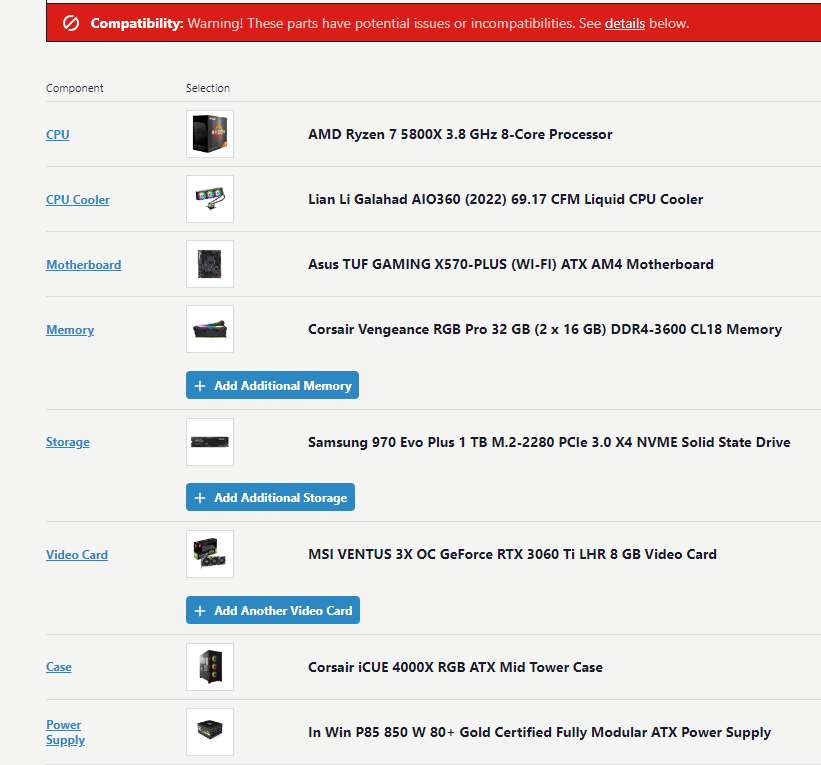 Compatibility: Warning! These parts have potential issues or incompatibilities. See details below.
Component Selection
CPU AMD Ryzen 7 5800X 3.8 GHz 8-Core Processor
CPU Cooler Lian Li Galahad AIO360 (2022) 69.17 CFM Liquid CPU Cooler
Motherboard Asus TUF GAMING X570-PLUS (WI-FI) ATX AM4 Motherboard
Memory Corsair Vengeance RGB Pro 32 GB (2 x 16 GB) DDR4-3600 CL18 Memory
+ Add Additional Memory
Storage Samsung 970 Evo Plus 1 TB M.2-2280 PCIe 3.0 X4 NVME Solid State Drive
+ Add Additional Storage
Video Card MSI VENTUS 3X OC GeForce RTX 3060 Ti LHR 8 GB Video Card
+ Add Another Video Card
Case Corsair iCUE 4000X RGB ATX Mid Tower Case
Power
Supply
In Win P85 850 W 80+ Gold Certified Fully Modular ATX Power Supply